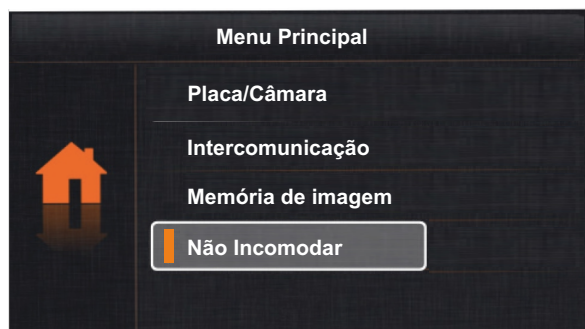 Menu Principal
Placa/Câmara
Intercomunicação
Memória de imagem
Não Incomodar